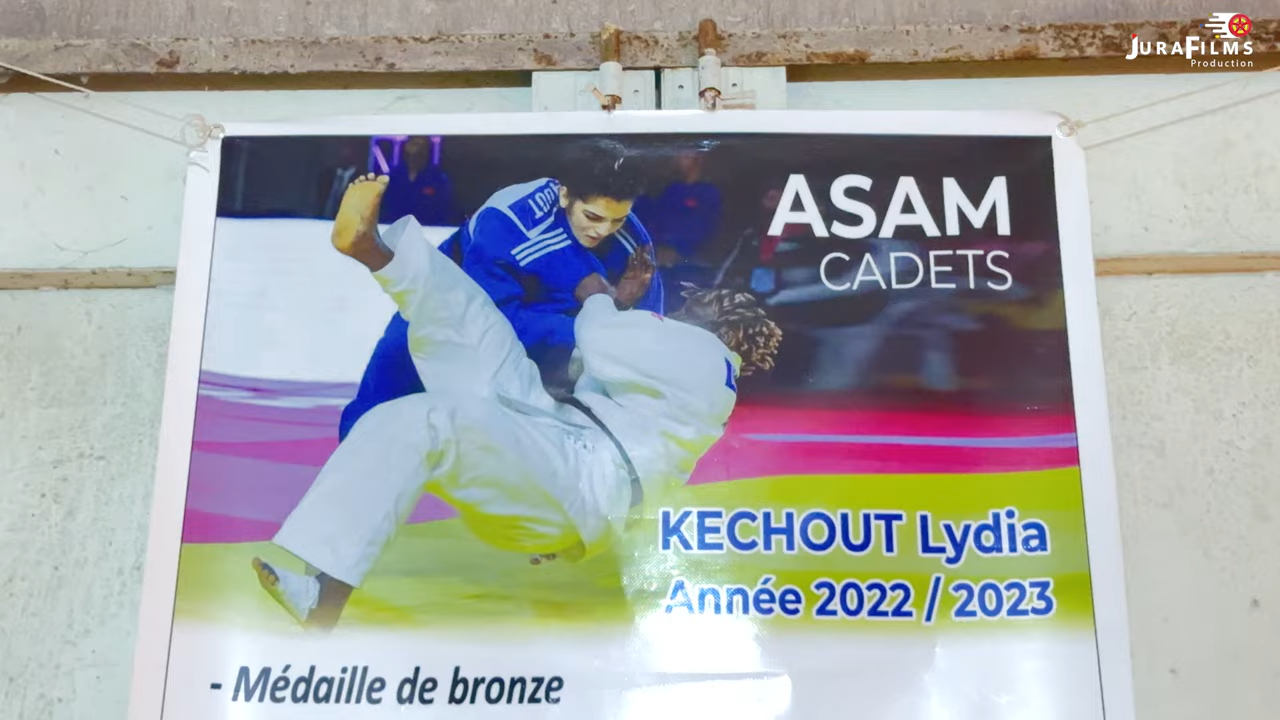 JURAFILMS
Production
ASAM
CADETS
KECHOUT Lydia
Année 2022 / 2023
- Médaille de bronze